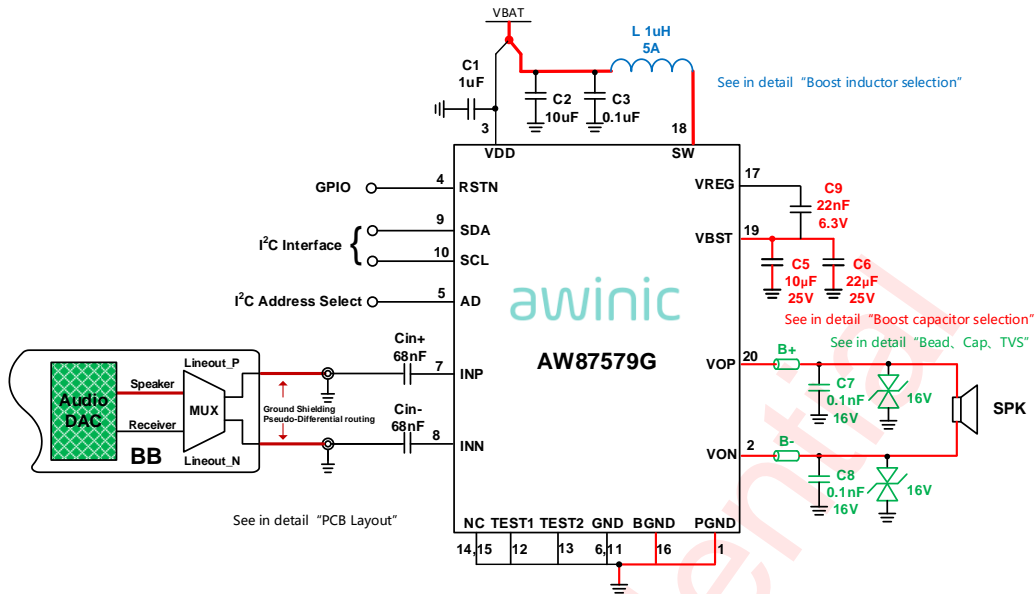 VBAT
L 1uH
5A
See in detail “Boost inductor selection”
C1
1uF
C2
10uF
C3
0.1uF
3
VDD
18
SW
GPIO
4
RSTN
VREG
17
C9
22nF
6.3V
I²C Interface
9
SDA
10
SCL
VBST
19
C5
10μF
25V
C6
22μF
25V
I²C Address Select
5
AD
awinic
See in detail “Boost capacitor selection”
See in detail “Bead、Cap、TVS”
AW87579G
Cin+
68nF
7
INP
VOP
20
B+
C7
0.1nF
16V
16V
SPK
Lineout_P
Speaker
Audio
DAC
MUX
Receiver
BB
Lineout_N
Ground Shielding
Pseudo-Differential routing
Cin-
68nF
8
INN
VON
2
B-
C8
0.1nF
16V
16V
See in detail “PCB Layout”
NC TEST1 TEST2 GND BGND PGND
14,15 12 13 6,11 16 1
ential